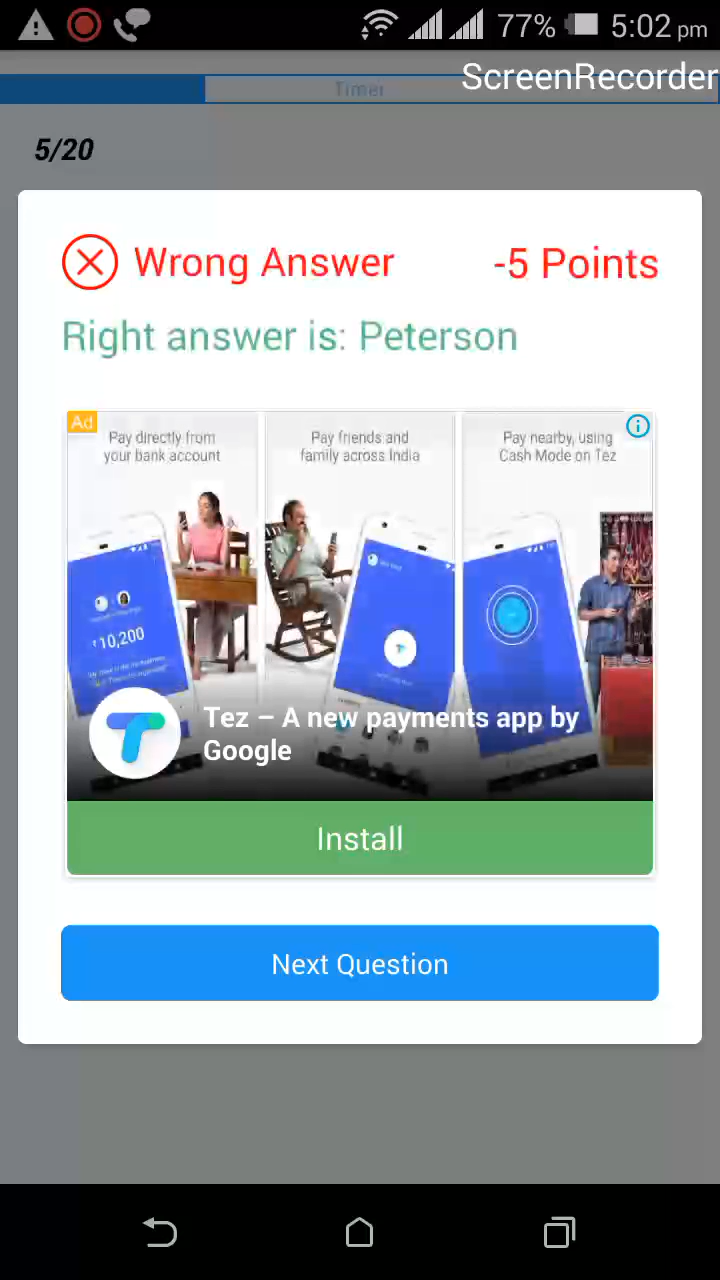 77% 5:02 pm
ScreenRecorder
Timer
5/20
Wrong Answer -5 Points
Right answer is: Peterson
Ad
Pay directly from
your bank account
Pay friends and
family across India
Pay nearby, using
Cash Mode on Tez
₹10,200
Tez – A new payments app by
Google
Install
Next Question